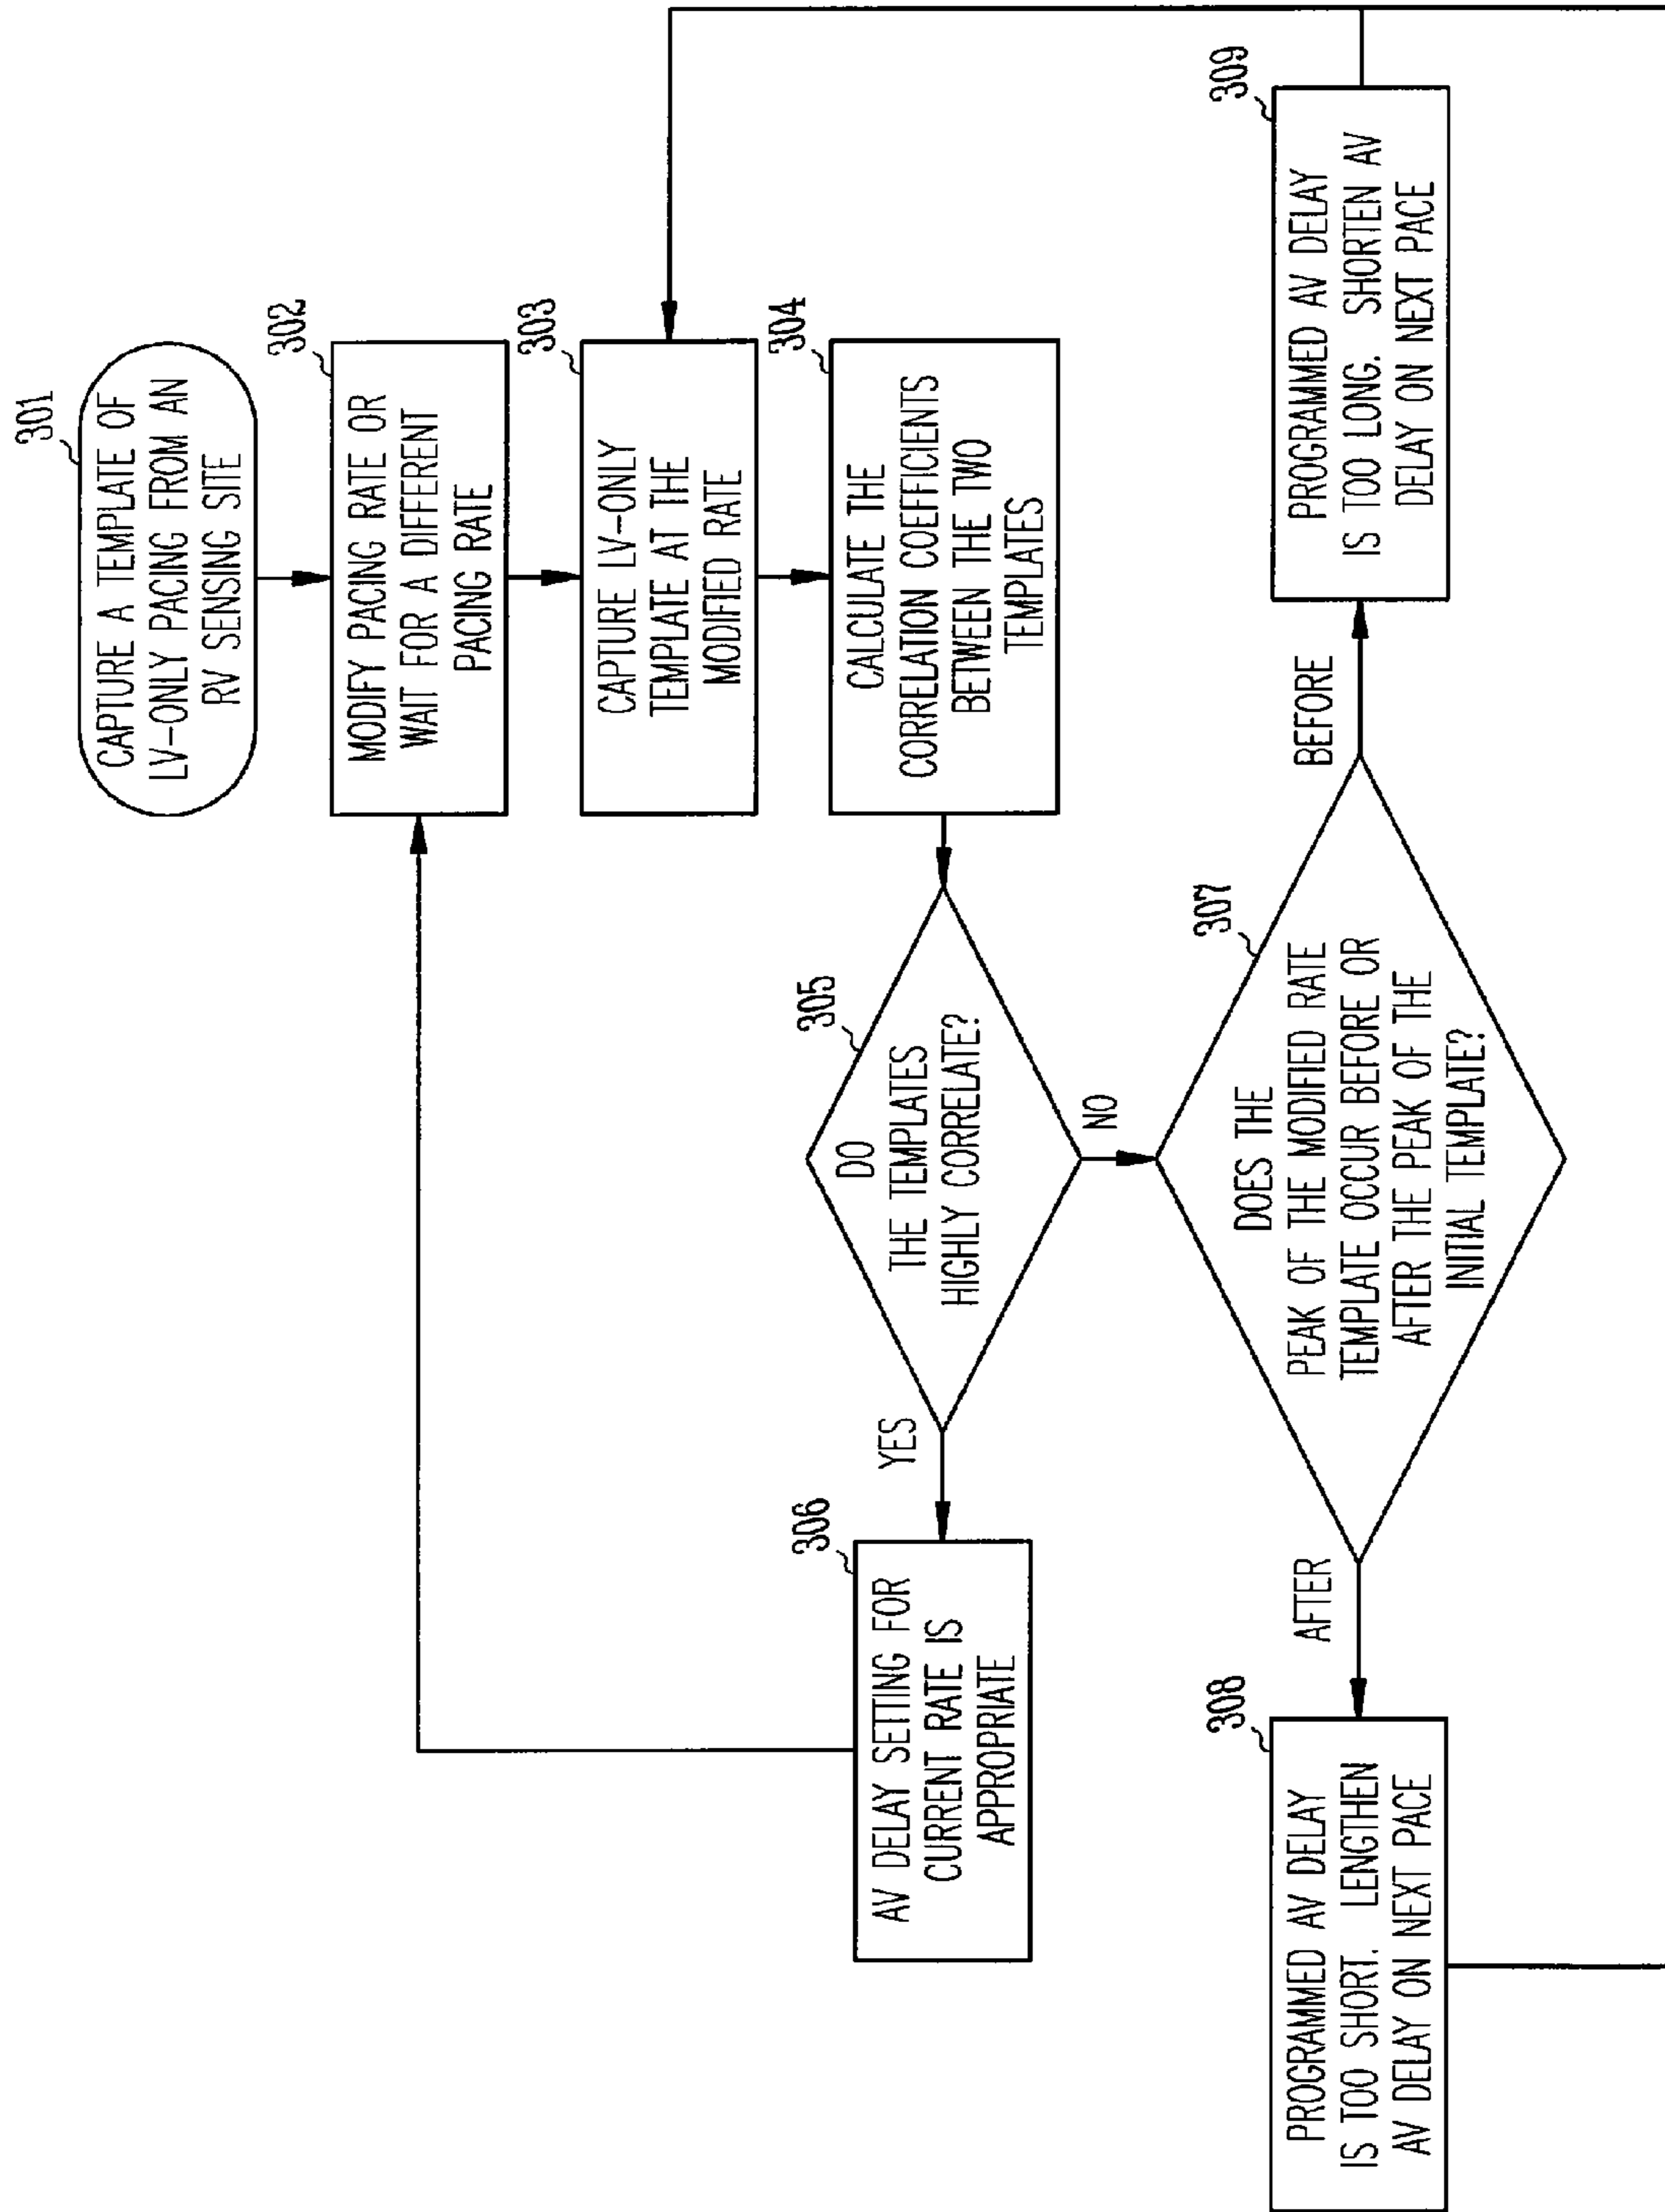 301
CAPTURE A TEMPLATE OF
LV-ONLY PACING FROM AN
RV SENSING SITE
302
MODIFY PACING RATE OR
WAIT FOR A DIFFERENT
PACING RATE
303
CAPTURE LV-ONLY
TEMPLATE AT THE
MODIFIED RATE
304
CALCULATE THE
CORRELATION COEFFICIENTS
BETWEEN THE TWO
TEMPLATES
305
DO
THE TEMPLATES
HIGHLY CORRELATE?
YES
NO
306
AV DELAY SETTING FOR
CURRENT RATE IS
APPROPRIATE
307
DOES THE
PEAK OF THE MODIFIED RATE
TEMPLATE OCCUR BEFORE OR
AFTER THE PEAK OF THE
INITIAL TEMPLATE?
AFTER
BEFORE
308
PROGRAMMED AV DELAY
IS TOO SHORT. LENGTHEN
AV DELAY ON NEXT PACE
309
PROGRAMMED AV DELAY
IS TOO LONG. SHORTEN AV
DELAY ON NEXT PACE